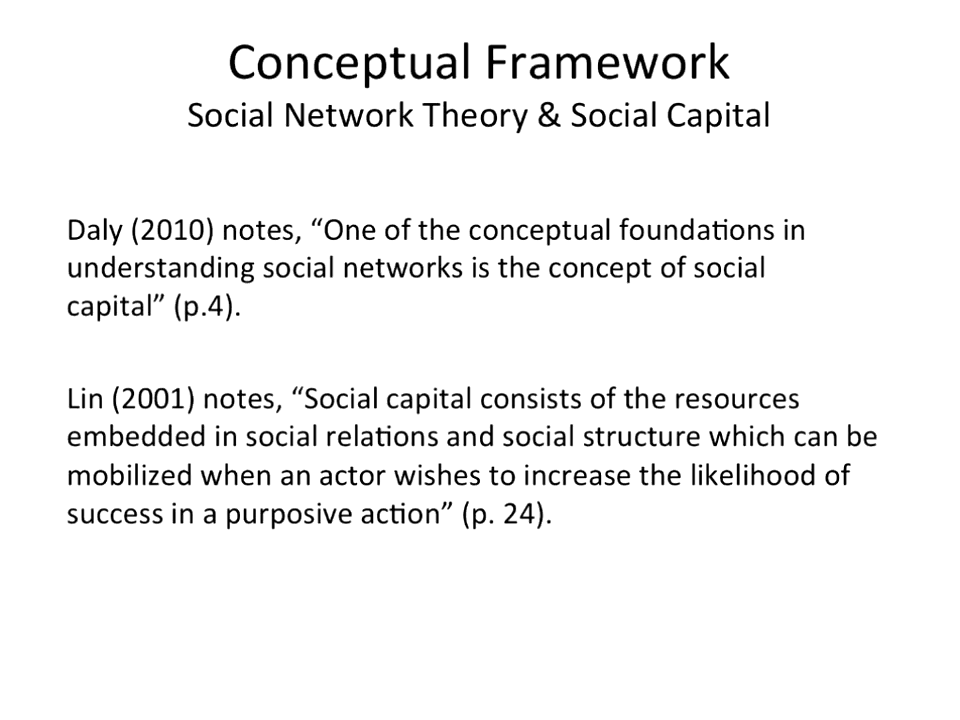 Conceptual Framework
Social Network Theory & Social Capital
Daly (2010) notes, “One of the conceptual foundations in
understanding social networks is the concept of social
capital” (p.4).
Lin (2001) notes, “Social capital consists of the resources
embedded in social relations and social structure which can be
mobilized when an actor wishes to increase the likelihood of
success in a purposive action” (p. 24).